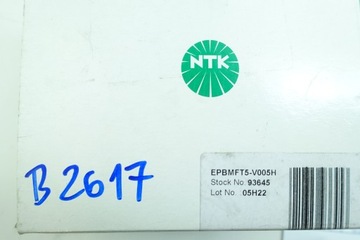 NTK
EPBMFT5-V005H
Stock No. 93645
Lot No. 05H22
B2617